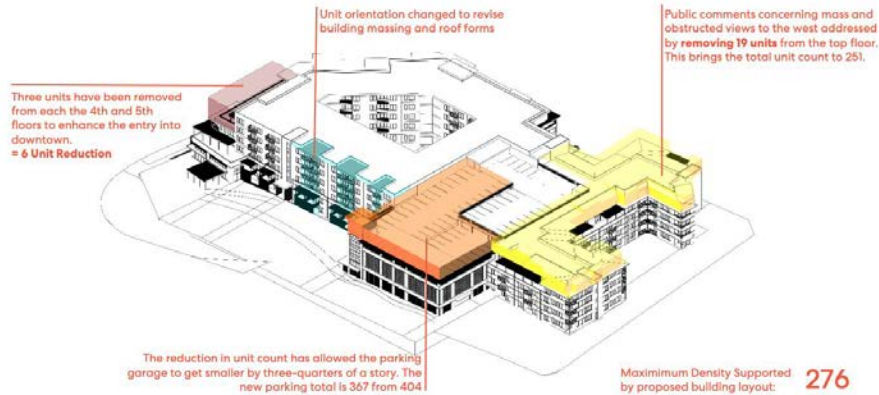 Unit orientation changed to revise
building massing and roof forms
Public comments concerning mass and
obstructed views to the west addressed
by removing 19 units from the top floor.
This brings the total unit count to 251.
Three units have been removed
from each the 4th and 5th
floors to enhance the entry into
downtown.
= 6 Unit Reduction
The reduction in unit count has allowed the parking
garage to get smaller by three-quarters of a story. The
new parking total is 367 from 404
Maximimum Density Supported
by proposed building layout:
276